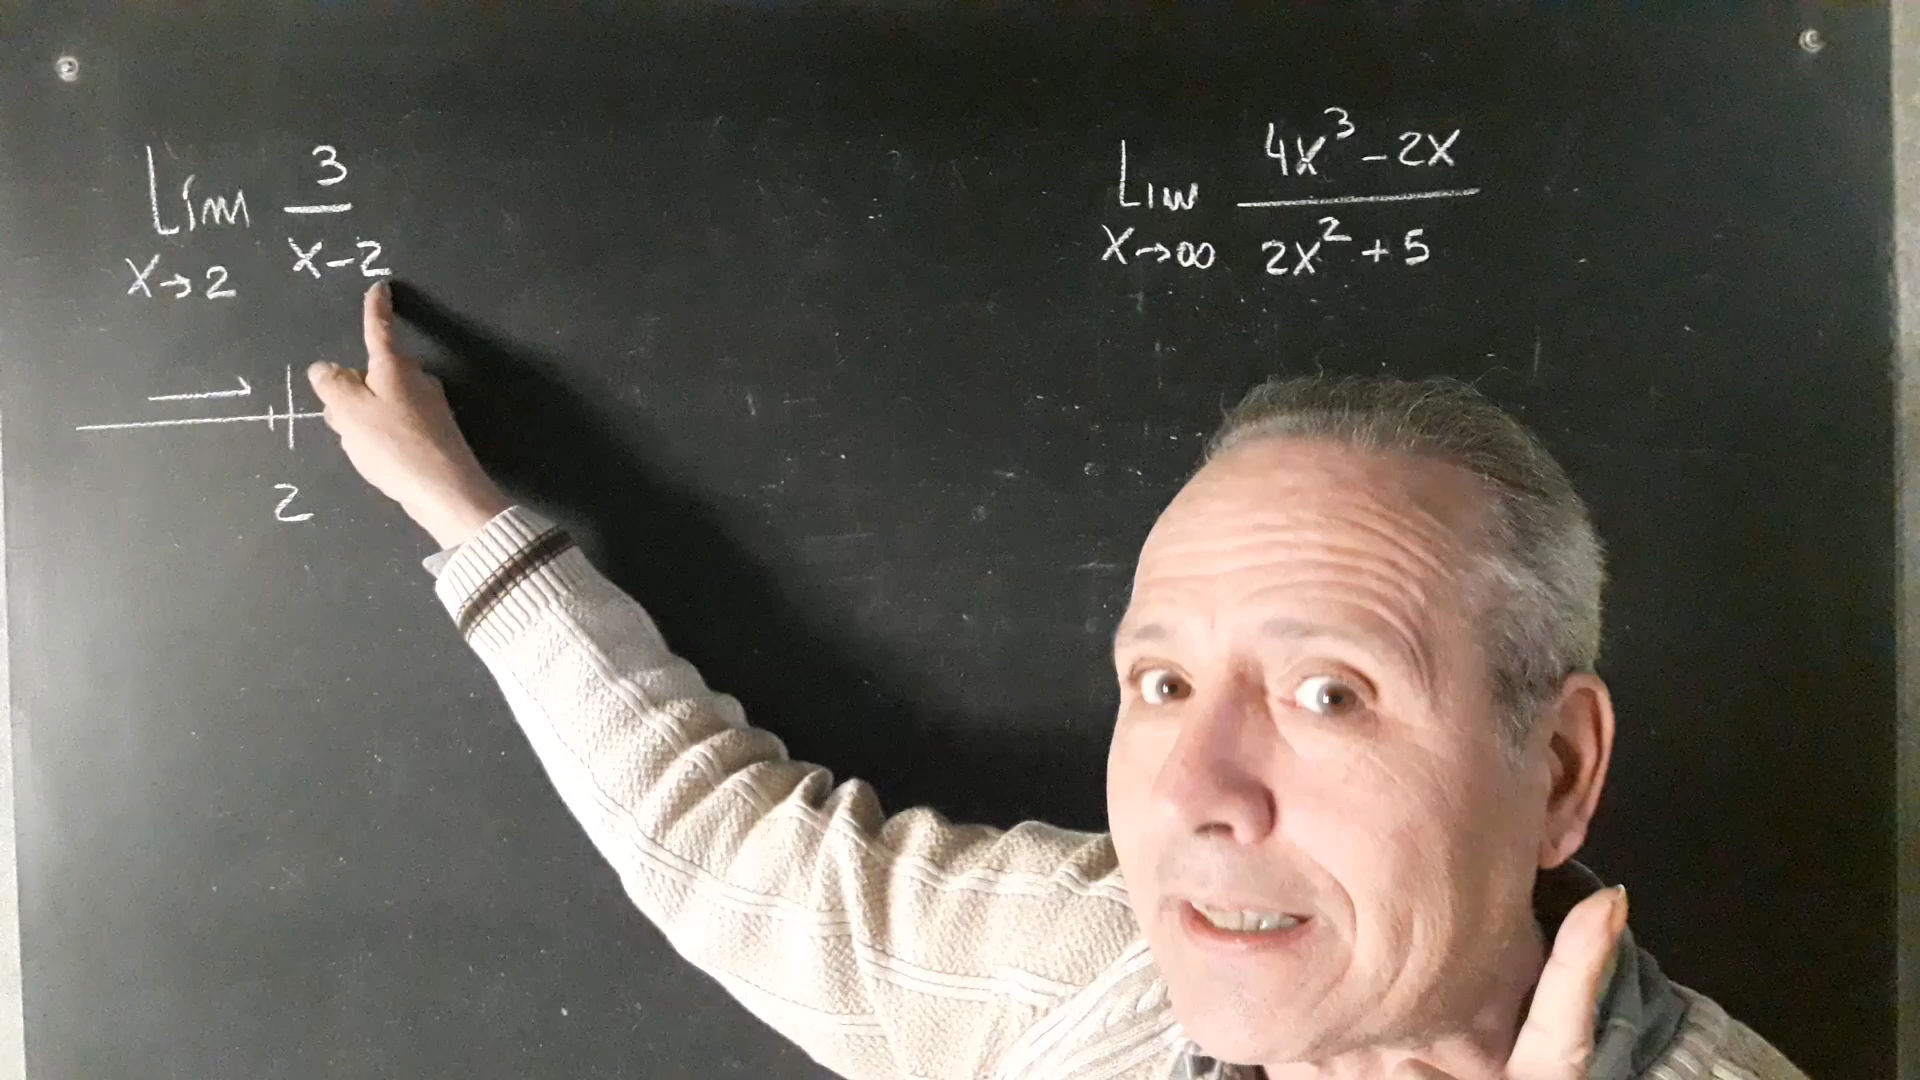 Lim 3/(x-2)
x→2
2
Lim (4x³-2x)/(2x²+5)
x→∞